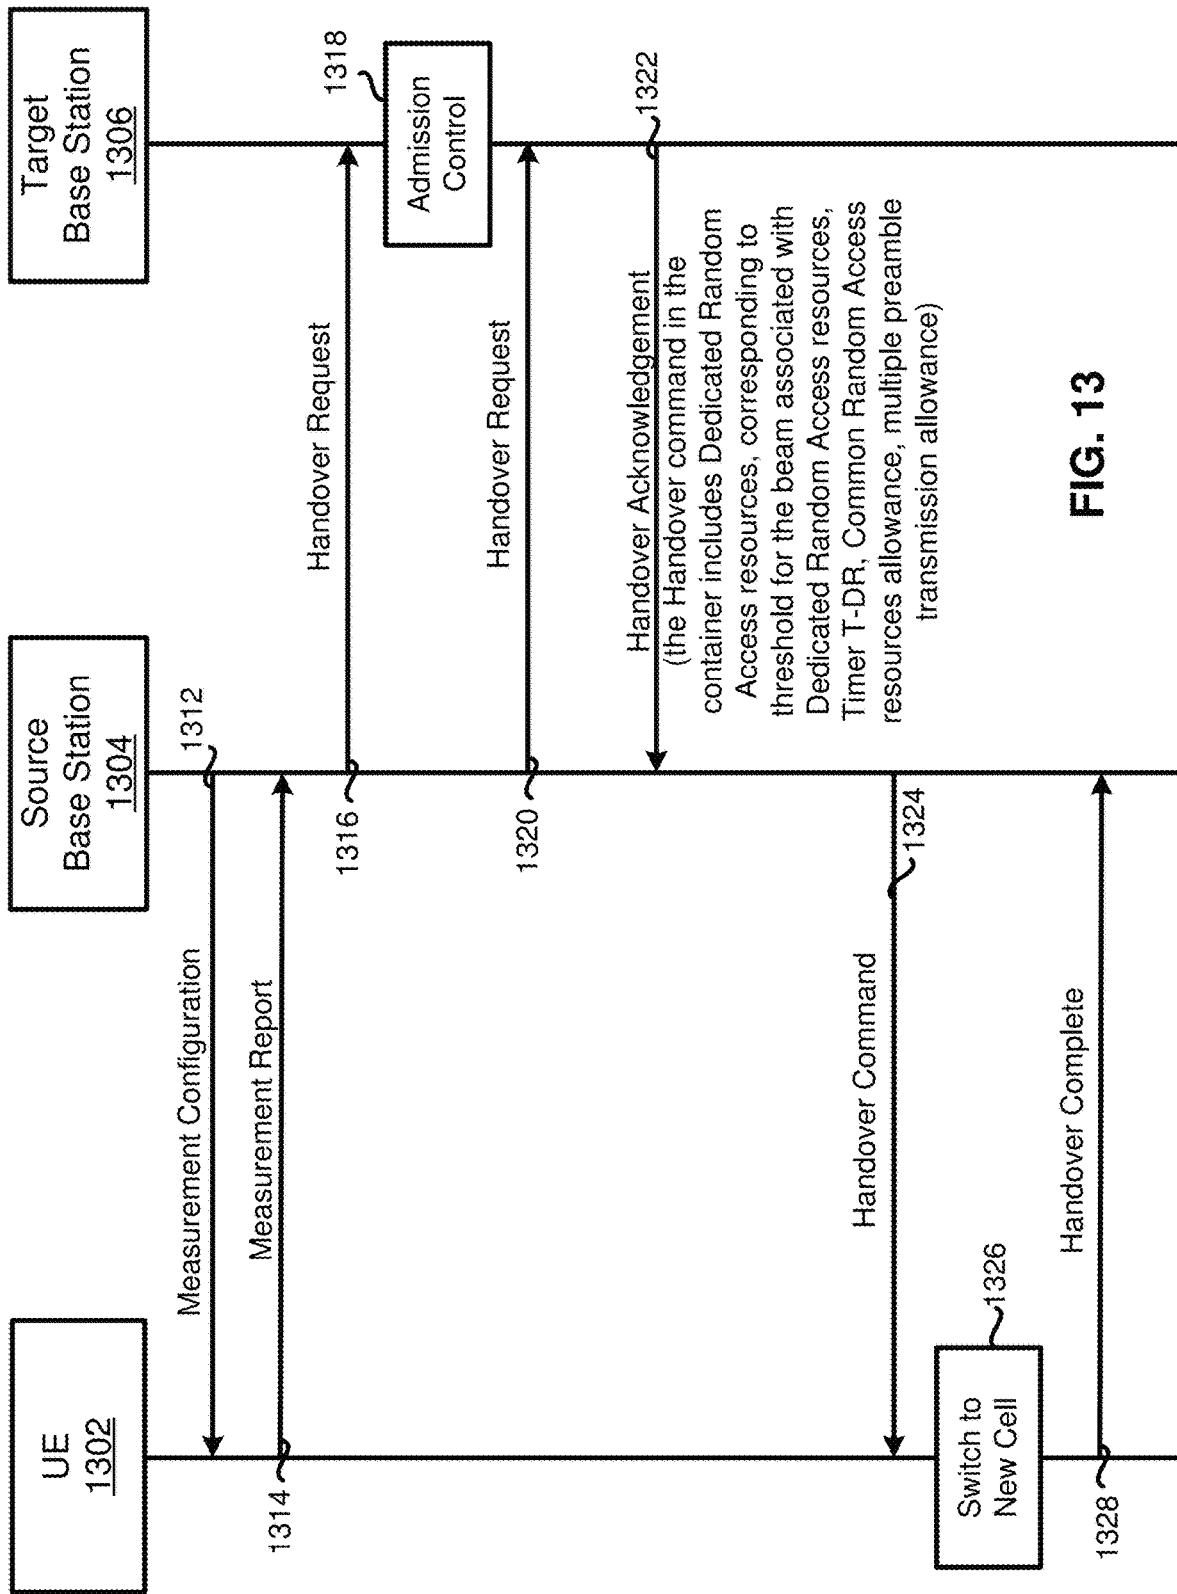 UE
1302
Source
Base Station
1304
Target
Base Station
1306
Measurement Configuration
1312
Measurement Report
1314
Handover Request
1316
1318
Admission
Control
Handover Request
1320
1322
Handover Acknowledgement
(the Handover command in the
container includes Dedicated Random
Access resources, corresponding to
threshold for the beam associated with
Dedicated Random Access resources,
Timer T-DR, Common Random Access
resources allowance, multiple preamble
transmission allowance)
Handover Command
1324
Switch to
New Cell
1326
Handover Complete
1328
FIG. 13